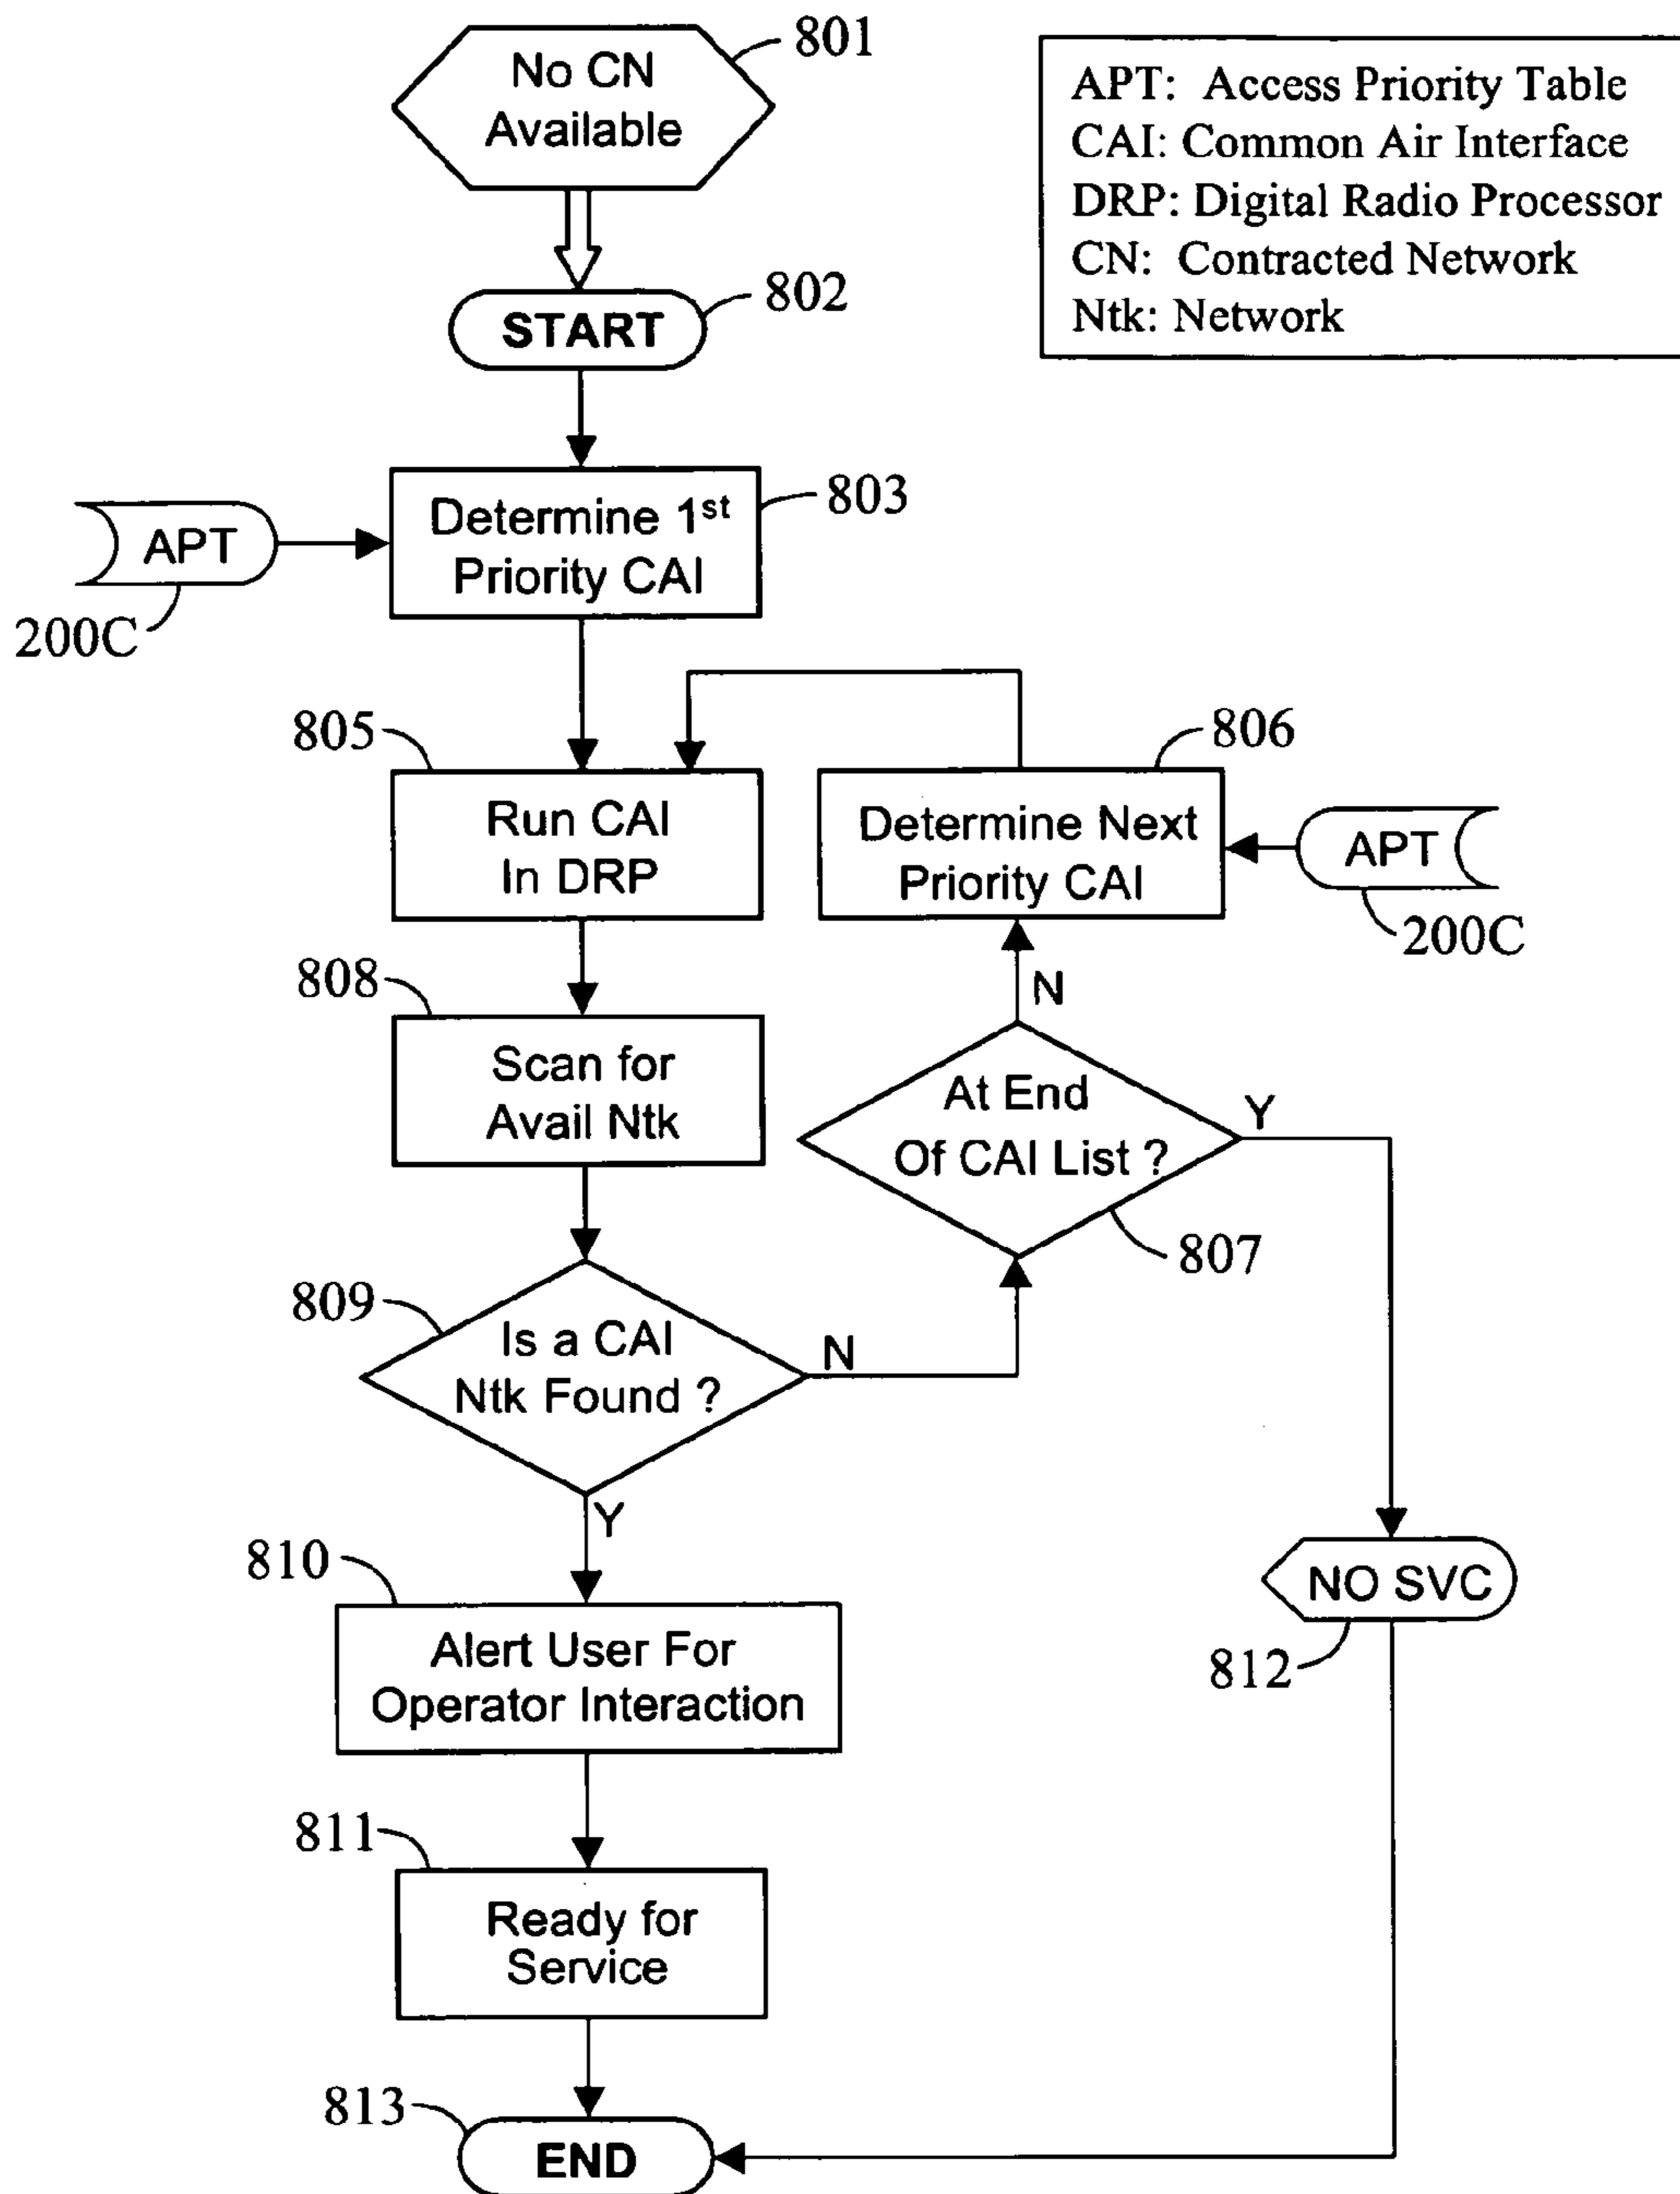 No CN
Available
801
APT: Access Priority Table
CAI: Common Air Interface
DRP: Digital Radio Processor
CN: Contracted Network
Ntk: Network
START
802
APT
200C
Determine 1st
Priority CAI
803
805
Run CAI
In DRP
806
Determine Next
Priority CAI
APT
200C
808
Scan for
Avail Ntk
N
At End
Of CAI List ?
Y
807
809
Is a CAI
Ntk Found ?
N
Y
810
Alert User For
Operator Interaction
NO SVC
812
811
Ready for
Service
813
END